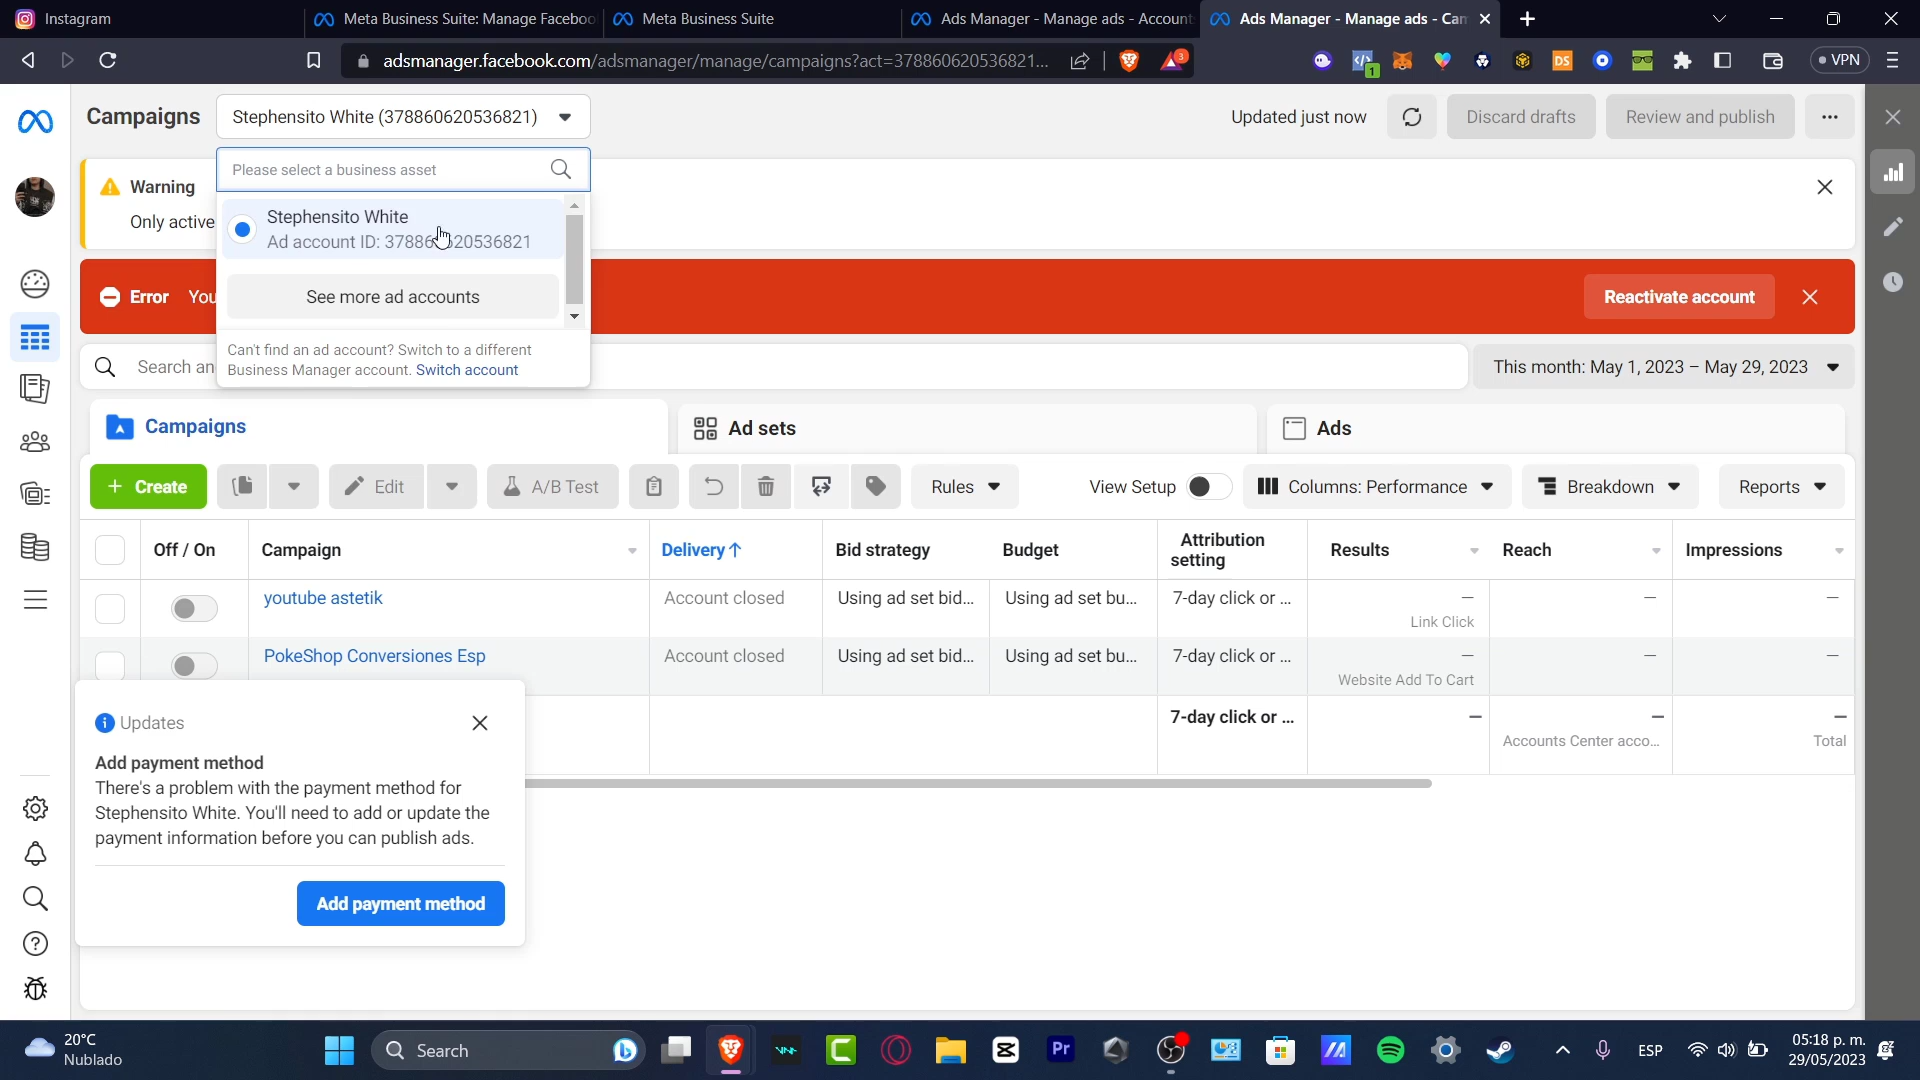 Instagram
Meta Business Suite: Manage Faceboo
Meta Business Suite
Ads Manager - Manage ads - Account
Ads Manager - Manage ads - Can
adsmanager.facebook.com/adsmanager/manage/campaigns?act=378860620536821...
3
1
DS
VPN
Campaigns
Stephensito White (378860620536821)
Updated just now
Discard drafts
Review and publish
Please select a business asset
Warning
Only active
Stephensito White
Ad account ID: 378860620536821
See more ad accounts
Error You
Reactivate account
Can't find an ad account? Switch to a different
Business Manager account. Switch account
Search an
This month: May 1, 2023 – May 29, 2023
Campaigns
Ad sets
Ads
+ Create
Edit
A/B Test
Rules
View Setup
Columns: Performance
Breakdown
Reports
Off / On
Campaign
Delivery↑
Bid strategy
Budget
Attribution
setting
Results
Reach
Impressions
youtube astetik
Account closed
Using ad set bid...
Using ad set bu...
7-day click or ...
—
Link Click
—
—
PokeShop Conversiones Esp
Account closed
Using ad set bid...
Using ad set bu...
7-day click or ...
—
Website Add To Cart
—
—
7-day click or ...
—
—
Accounts Center acco...
—
Total
Updates
Add payment method
There's a problem with the payment method for
Stephensito White. You'll need to add or update the
payment information before you can publish ads.
Add payment method
20°C
Nublado
Search
Pr
ESP
05:18 p. m.
29/05/2023